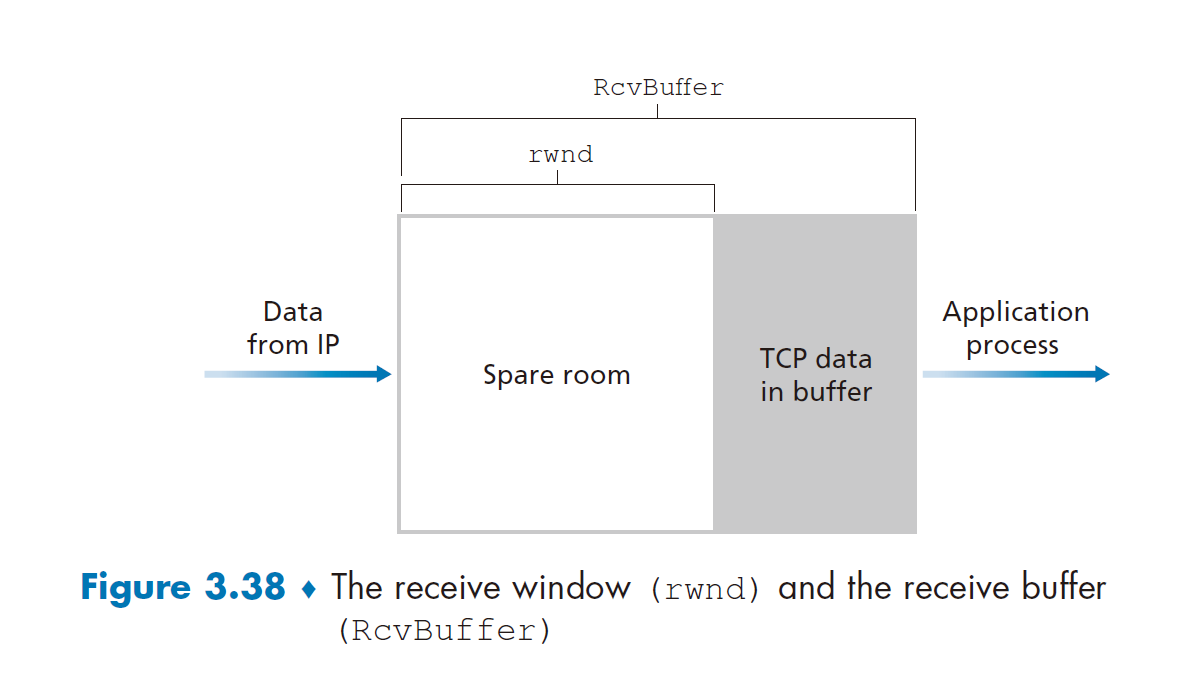 RcvBuffer
rwnd
Data
from IP
Spare room
TCP data
in buffer
Application
process
Figure 3.38 ♦ The receive window (rwnd) and the receive buffer
(RcvBuffer)